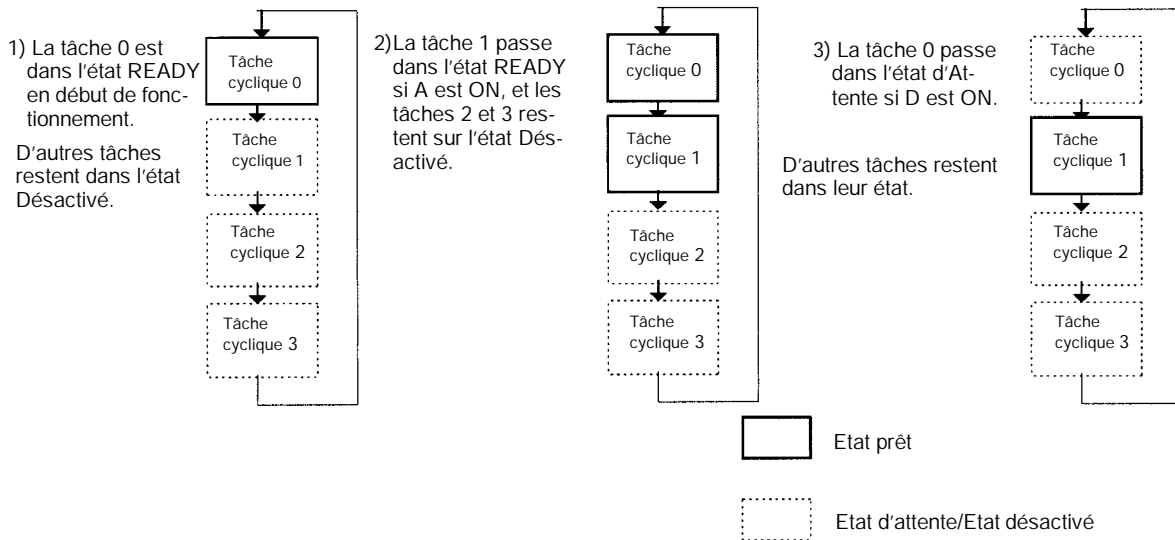 1) La tâche 0 est
dans l'état READY
en début de fonc-
tionnement.
D'autres tâches
restent dans l'état
Désactivé.
Tâche
cyclique 0
Tâche
cyclique 1
Tâche
cyclique 2
Tâche
cyclique 3
2)La tâche 1 passe
dans l'état READY
si A est ON, et les
tâches 2 et 3 res-
tent sur l'état Dés-
activé.
Tâche
cyclique 0
Tâche
cyclique 1
Tâche
cyclique 2
Tâche
cyclique 3
3) La tâche 0 passe
dans l'état d'At-
tente si D est ON.
D'autres tâches restent
dans leur état.
Tâche
cyclique 0
Tâche
cyclique 1
Tâche
cyclique 2
Tâche
cyclique 3
Etat prêt
Etat d'attente/Etat désactivé